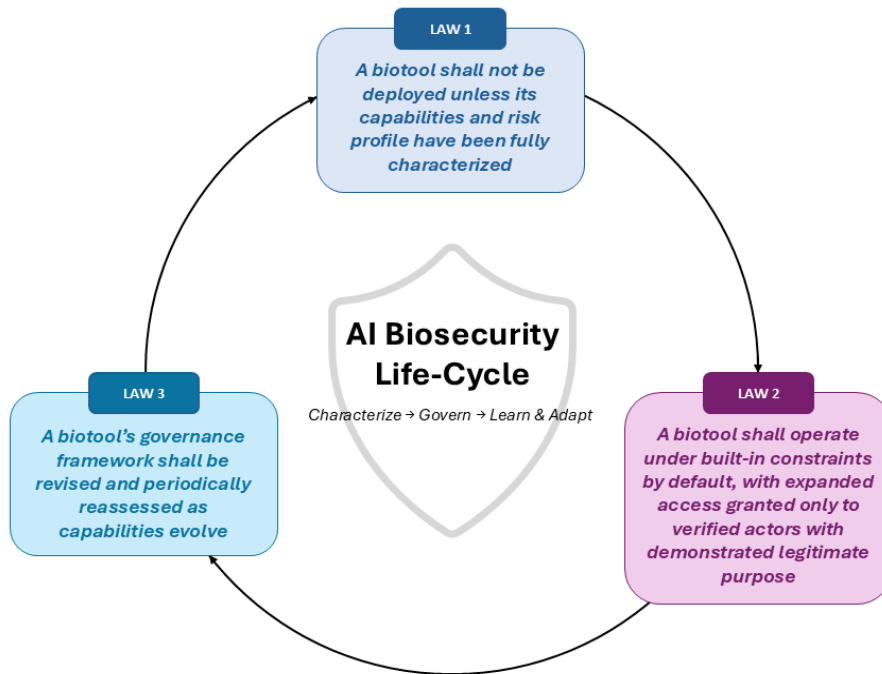 LAW 1
A biotool shall not be
deployed unless its
capabilities and risk
profile have been fully
characterized
AI Biosecurity
Life-Cycle
Characterize → Govern → Learn & Adapt
LAW 3
A biotool’s governance
framework shall be
revised and periodically
reassessed as
capabilities evolve
LAW 2
A biotool shall operate
under built-in constraints
by default, with expanded
access granted only to
verified actors with
demonstrated legitimate
purpose